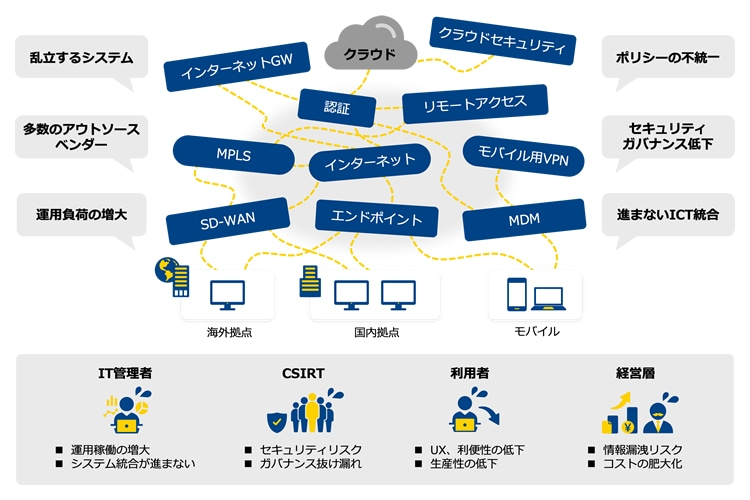 クラウド
クラウドセキュリティ
乱立するシステム
インターネットGW
ポリシーの不統一
認証
リモートアクセス
多数のアウトソース
ベンダー
MPLS
インターネット
モバイル用VPN
セキュリティ
ガバナンス低下
運用負荷の増大
SD-WAN
エンドポイント
MDM
進まないICT統合
海外拠点
国内拠点
モバイル
IT管理者
■ 運用稼働の増大
■ システム統合が進まない
CSIRT
■ セキュリティリスク
■ ガバナンス抜け漏れ
利用者
■ UX、利便性の低下
■ 生産性の低下
経営層
¥
■ 情報漏洩リスク
■ コストの肥大化